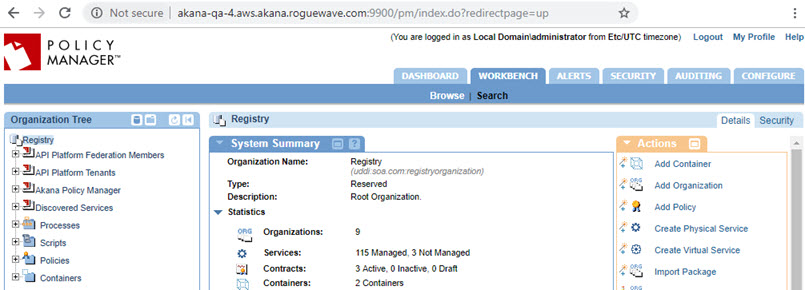 Not secure | akana-qa-4.aws.akana.roguewave.com:9900/pm/index.do?redirectpage=up
POLICY
MANAGER™
(You are logged in as Local Domain\administrator from Etc/UTC timezone) Logout My Profile Help
DASHBOARD WORKBENCH ALERTS SECURITY AUDITING CONFIGURE
Browse | Search
Organization Tree
Registry
API Platform Federation Members
API Platform Tenants
Akana Policy Manager
Discovered Services
Processes
Scripts
Policies
Containers
Registry
Details Security
System Summary
Organization Name: Registry
(uddi:soa.com:registryorganization)
Type: Reserved
Description: Root Organization.
Statistics
ORG Organizations: 9
Services: 115 Managed, 3 Not Managed
Contracts: 3 Active, 0 Inactive, 0 Draft
Containers: 2 Containers
Actions
Add Container
ORG Add Organization
Add Policy
Create Physical Service
Create Virtual Service
ORG Import Package